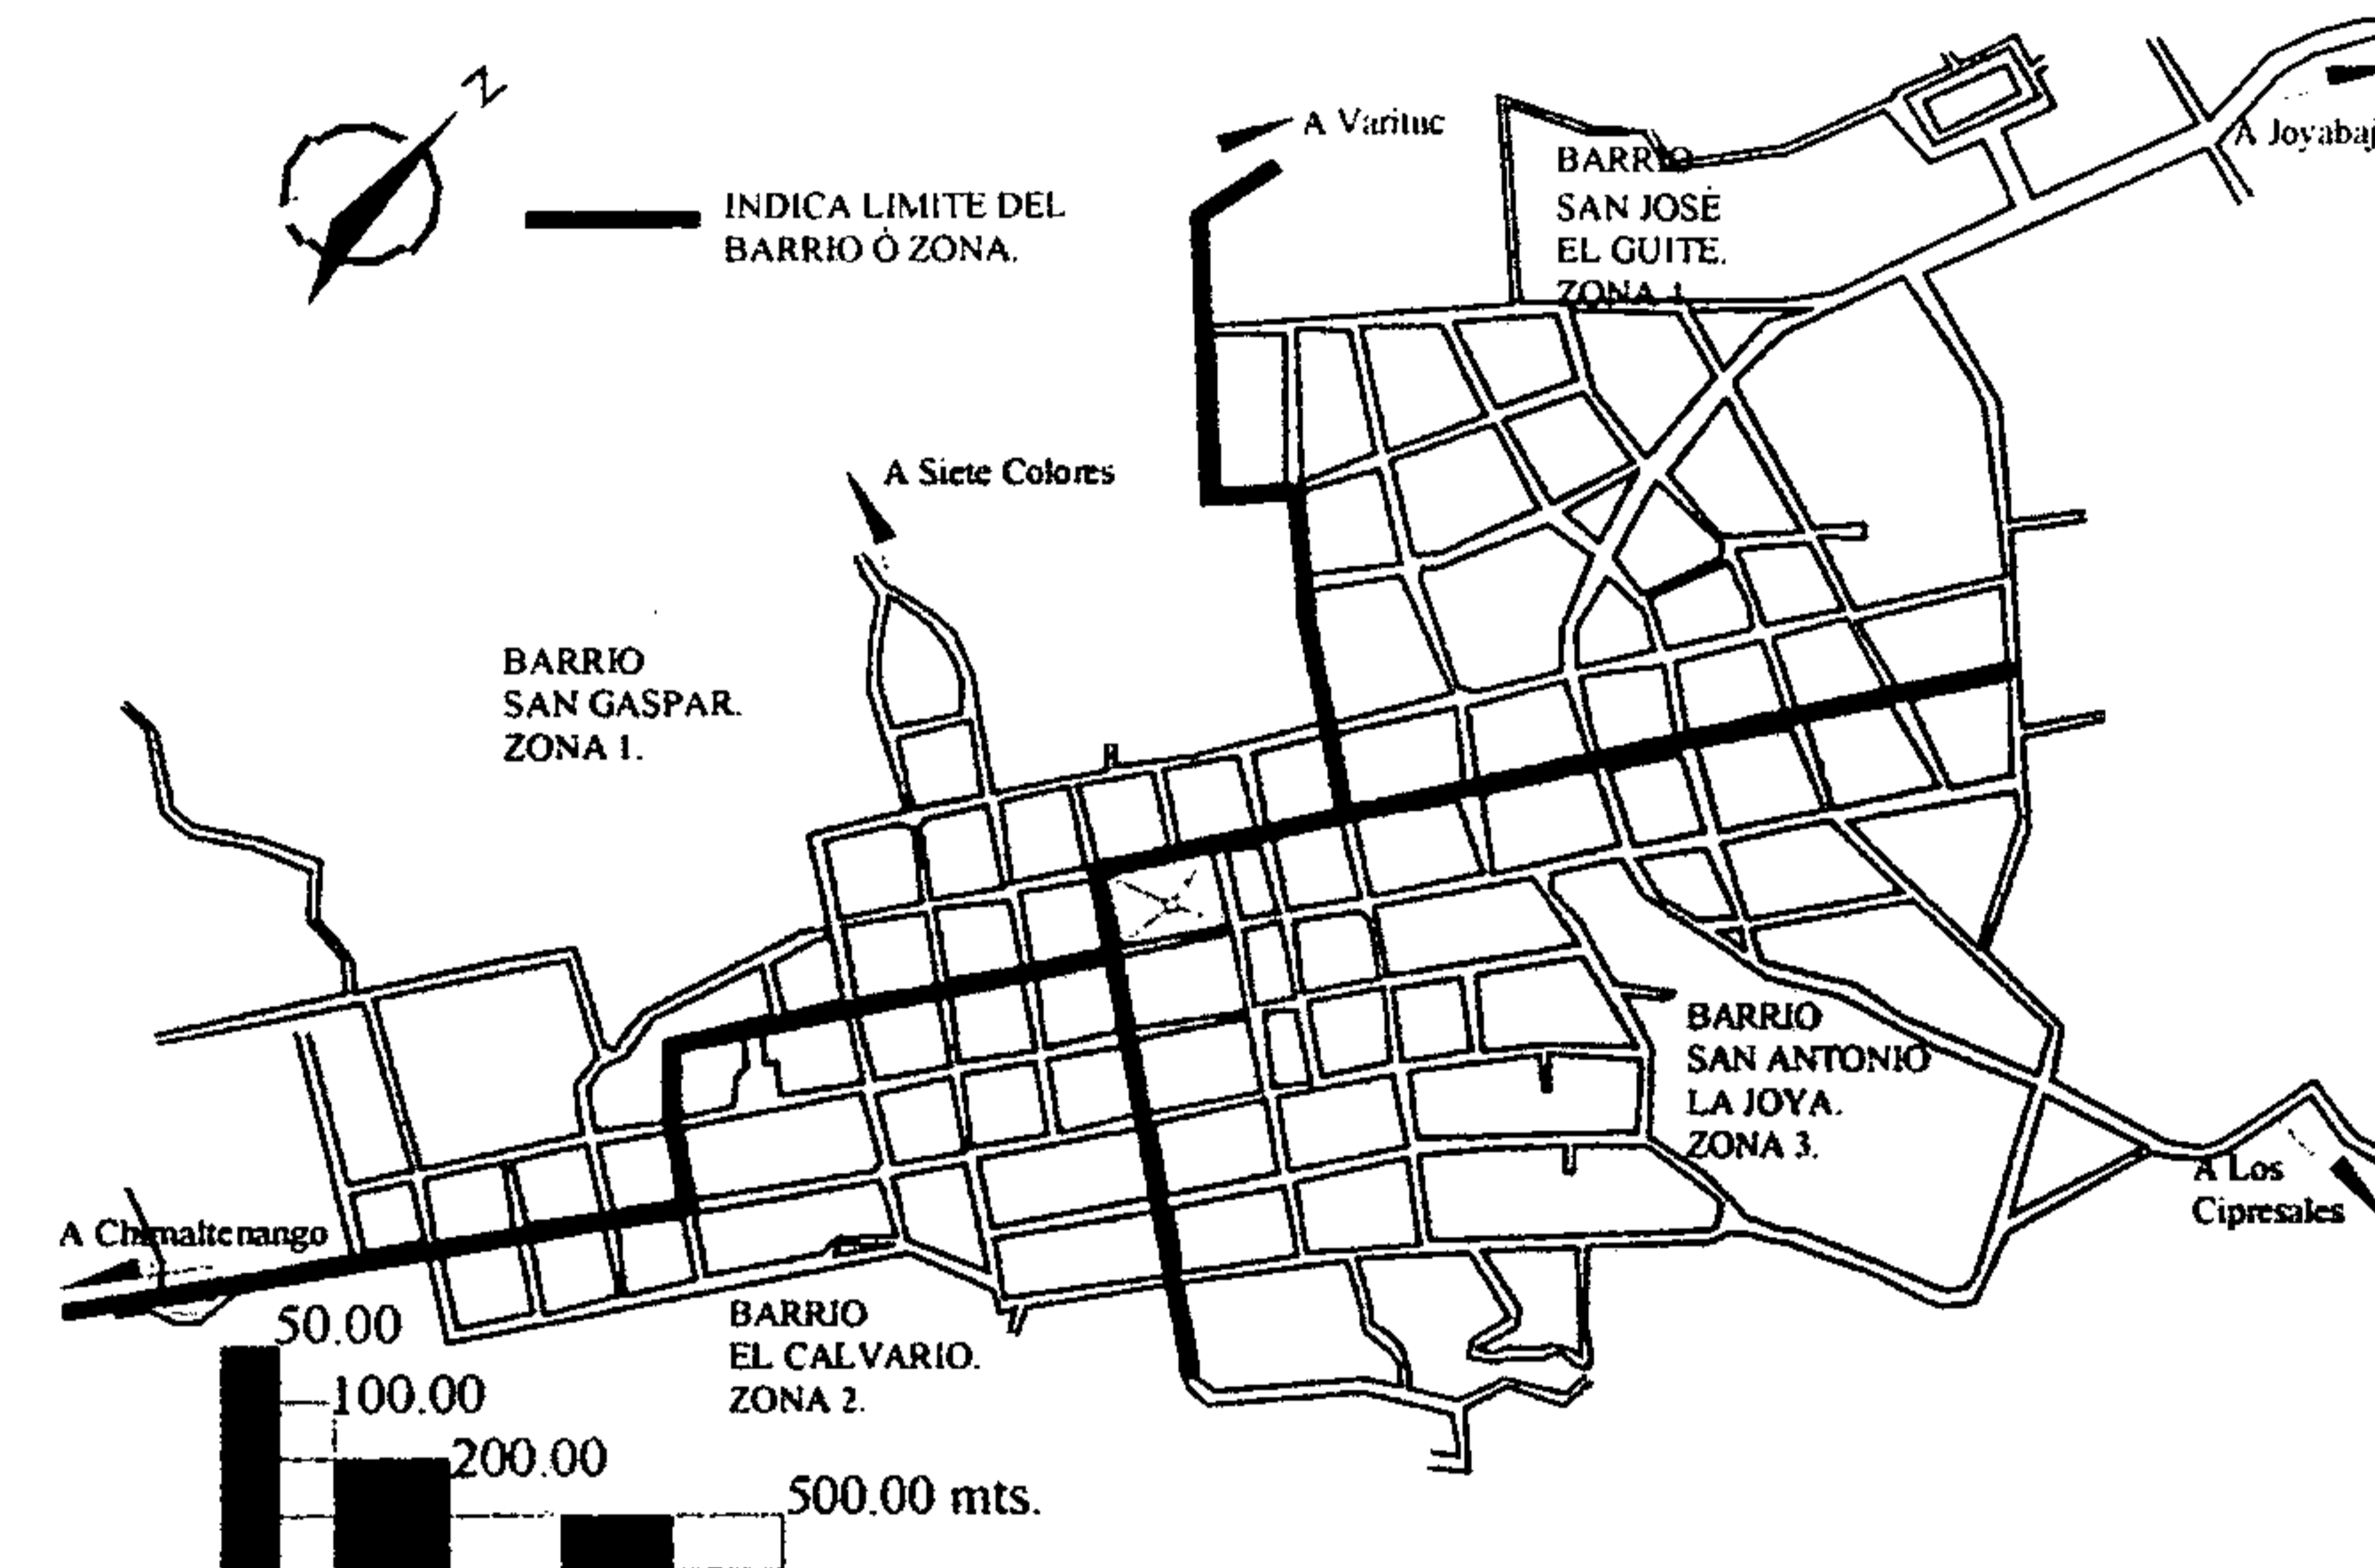 N
A Varituc
INDICA LIMITE DEL
BARRIO Ó ZONA.
BARRIO
SAN JOSÉ
EL GUITE.
ZONA
A Joyabaj
A Siete Colores
BARRIO
SAN GASPAR.
ZONA 1.
BARRIO
SAN ANTONIO
LA JOYA.
ZONA 3.
A Los
Cipresales
A Chimaltenango
BARRIO
EL CALVARIO.
ZONA 2.
50.00
100.00
200.00
500.00 mts.